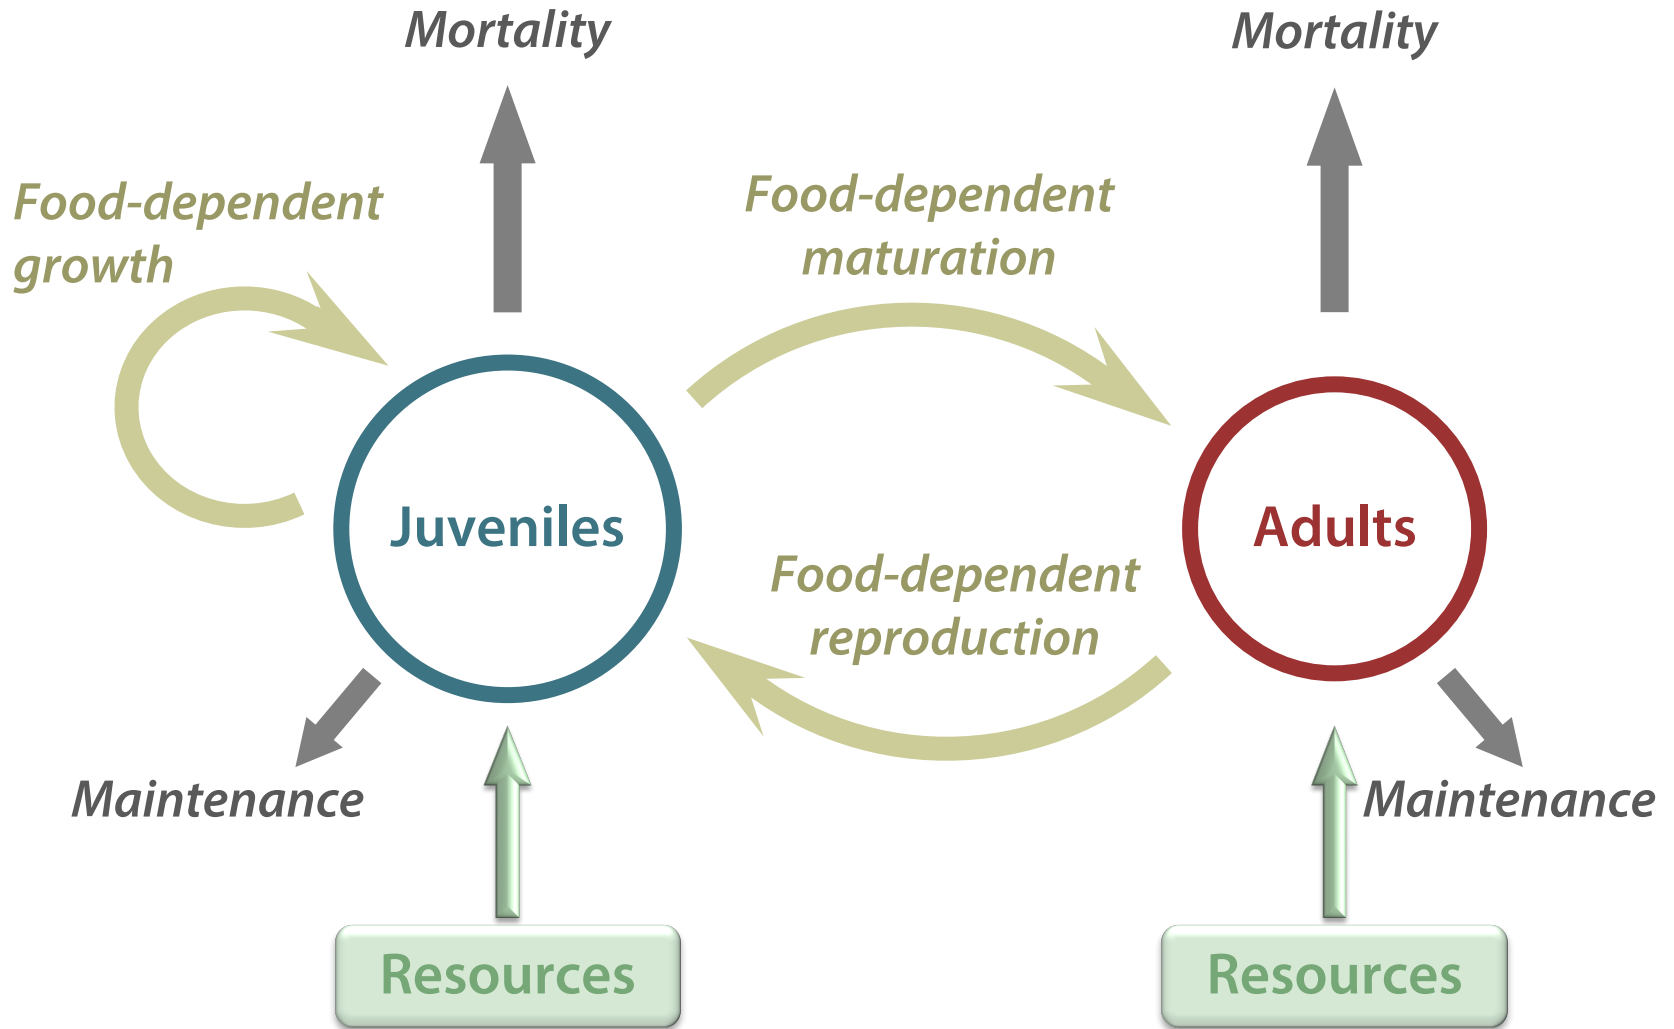 Mortality
Mortality
Food-dependent
growth
Food-dependent
maturation
Juveniles
Adults
Food-dependent
reproduction
Maintenance
Maintenance
Resources
Resources